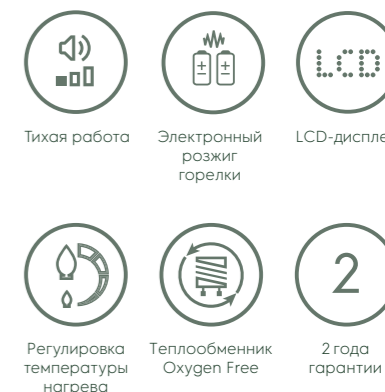 LCD
Тихая работа
Электронный
розжиг
горелки
LCD-диспле
2
Регулировка
температуры
нагрева
Теплообменник
Oxygen Free
2 года
гарантии